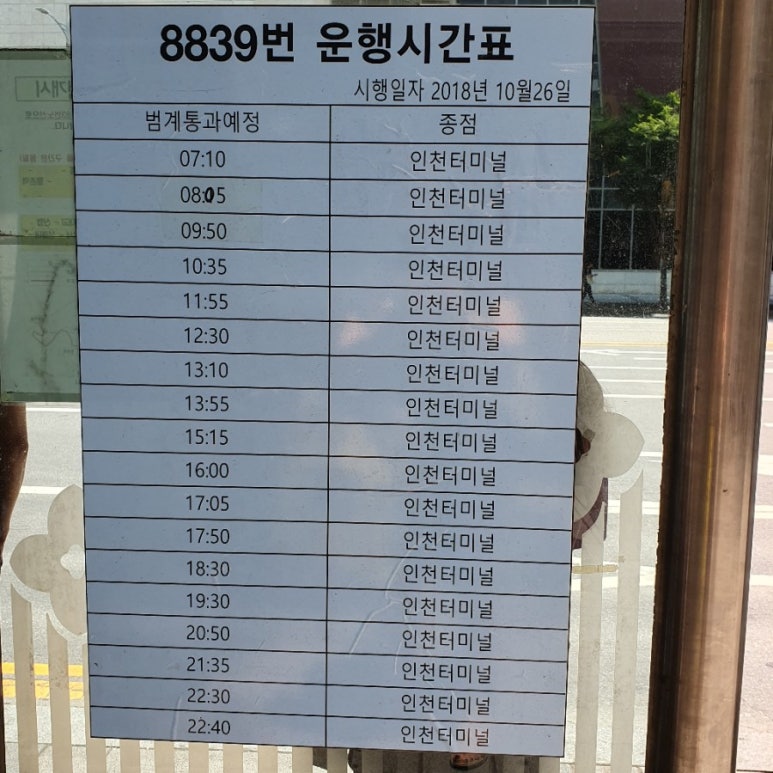 8839번 운행시간표
시행일자 2018년 10월26일
범계통과예정 종점
07:10 인천터미널
08:05 인천터미널
09:50 인천터미널
10:35 인천터미널
11:55 인천터미널
12:30 인천터미널
13:10 인천터미널
13:55 인천터미널
15:15 인천터미널
16:00 인천터미널
17:05 인천터미널
17:50 인천터미널
18:30 인천터미널
19:30 인천터미널
20:50 인천터미널
21:35 인천터미널
22:30 인천터미널
22:40 인천터미널